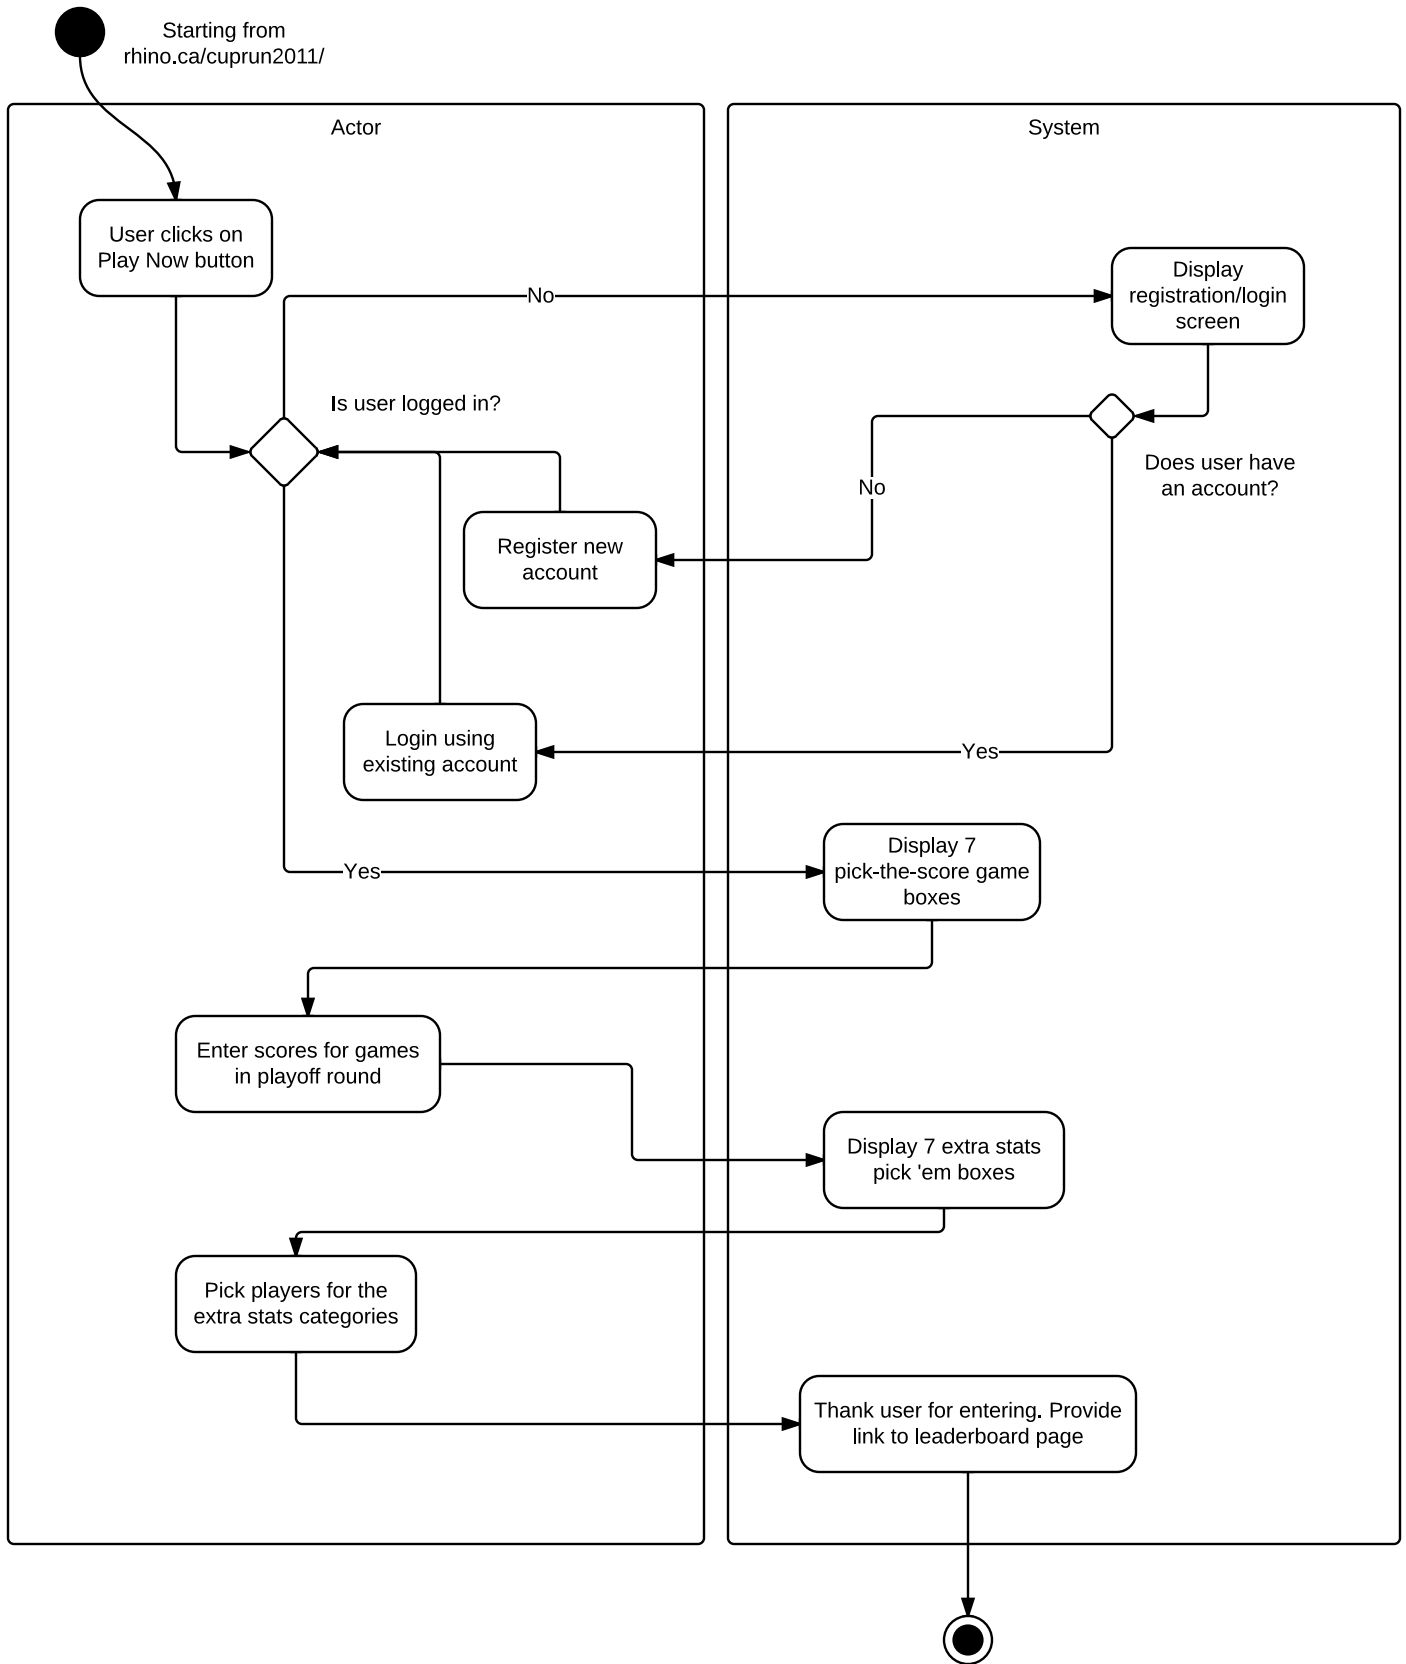 Starting from
rhino.ca/cuprun2011/
Actor
System
User clicks on
Play Now button
Display
registration/login
screen
No
Is user logged in?
Does user have
an account?
No
Register new
account
Login using
existing account
Yes
Display 7
pick-the-score game
boxes
Yes
Enter scores for games
in playoff round
Display 7 extra stats
pick 'em boxes
Pick players for the
extra stats categories
Thank user for entering. Provide
link to leaderboard page